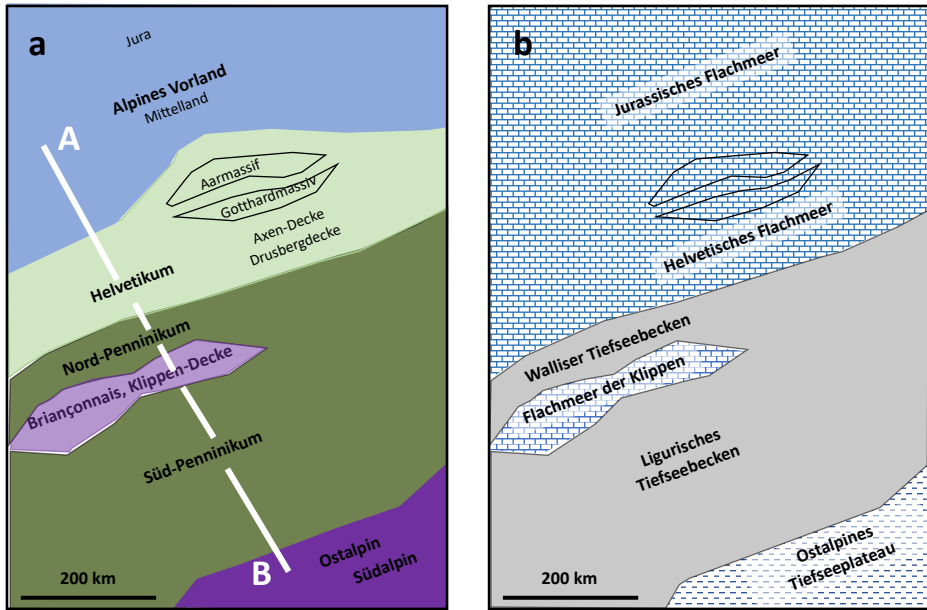 a
Jura
Alpines Vorland
Mittelland
A
Aarmassif
Gotthardmassiv
Axen-Decke
Drusbergdecke
Helvetikum
Nord-Penninikum
Briançonnais, Klippen-Decke
Süd-Penninikum
Ostalpin
Südalpin
B
200 km
b
Jurassisches Flachmeer
Helvetisches Flachmeer
Walliser Tiefseebecken
Flachmeer der Klippen
Ligurisches
Tiefseebecken
Ostalpines
Tiefseeplateau
200 km